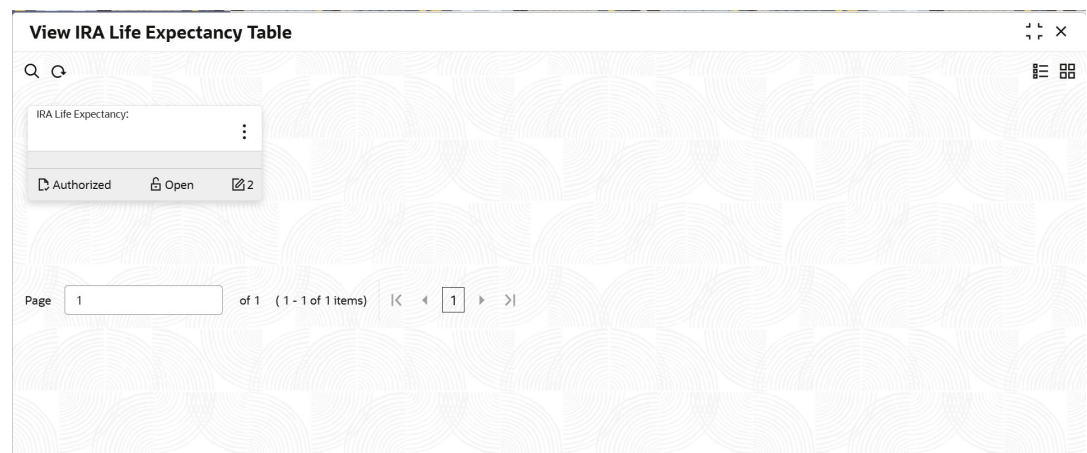 View IRA Life Expectancy Table
IRA Life Expectancy:
Authorized Open 2
Page 1 of 1 ( 1 - 1 of 1 items) 1